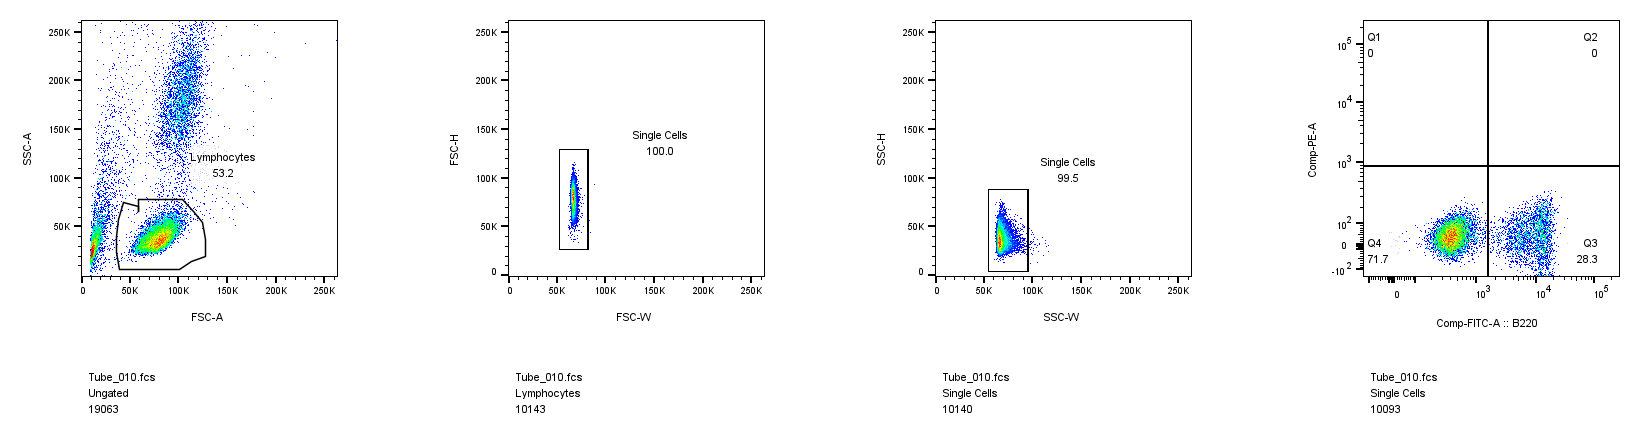 250K
200K
150K
100K
50K
SSC-A
Lymphocytes
53.2
0
50K
100K
150K
200K
250K
FSC-A
Tube_010.fcs
Ungated
19063
250K
200K
150K
100K
50K
0
FSC-H
Single Cells
100.0
0
50K
100K
150K
200K
250K
FSC-W
Tube_010.fcs
Lymphocytes
10143
250K
200K
150K
100K
50K
0
SSC-H
Single Cells
99.5
0
50K
100K
150K
200K
250K
SSC-W
Tube_010.fcs
Single Cells
10140
Q1
0
Q2
0
10^5
10^4
10^3
10^2
0
-10^2
Comp-PE-A
Q4
71.7
Q3
28.3
0
10^3
10^4
10^5
Comp-FITC-A :: B220
Tube_010.fcs
Single Cells
10093